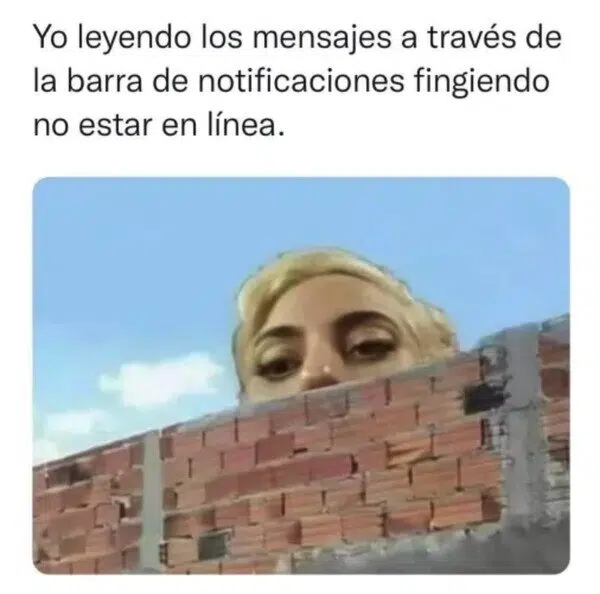 Yo leyendo los mensajes a través de
la barra de notificaciones fingiendo
no estar en línea.